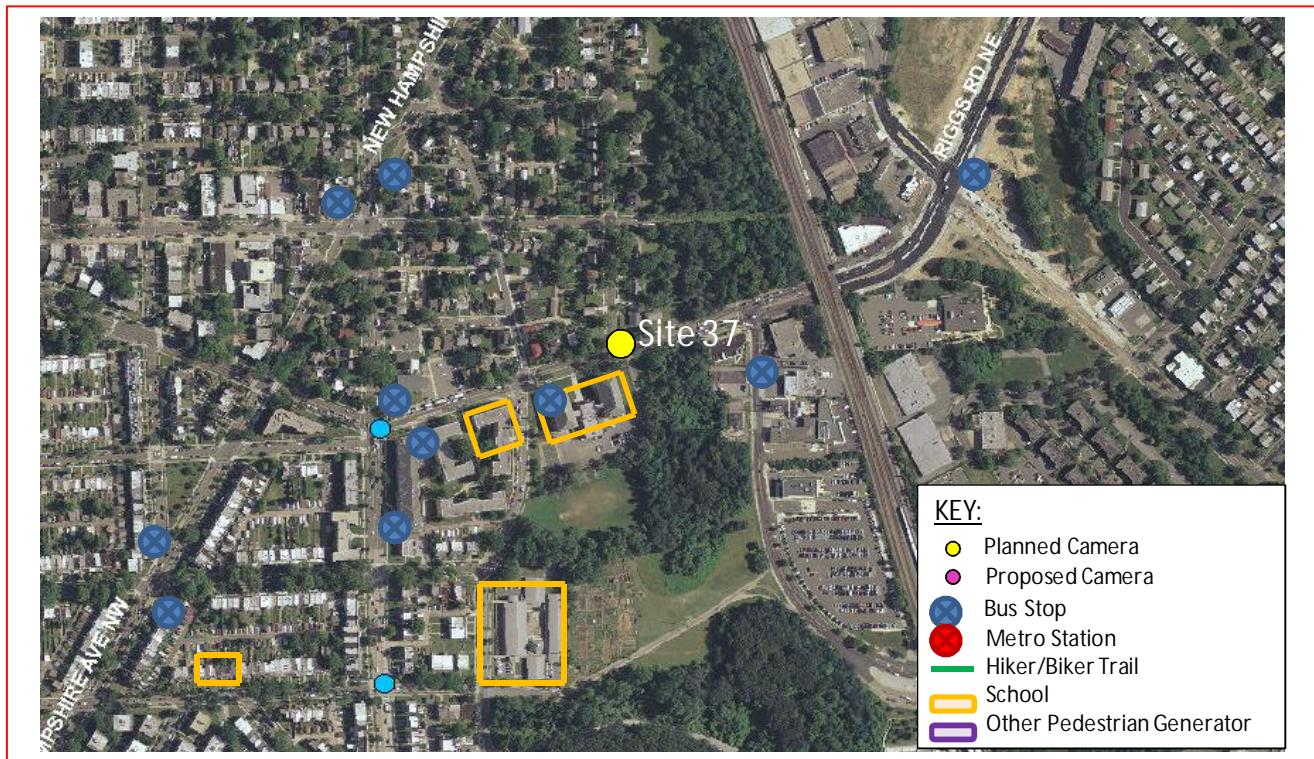 NEW HAMPSHI
RIGGS RD NE
Site 37
MPSHIRE AVE NW
KEY:
Planned Camera
Proposed Camera
Bus Stop
Metro Station
Hiker/Biker Trail
School
Other Pedestrian Generator